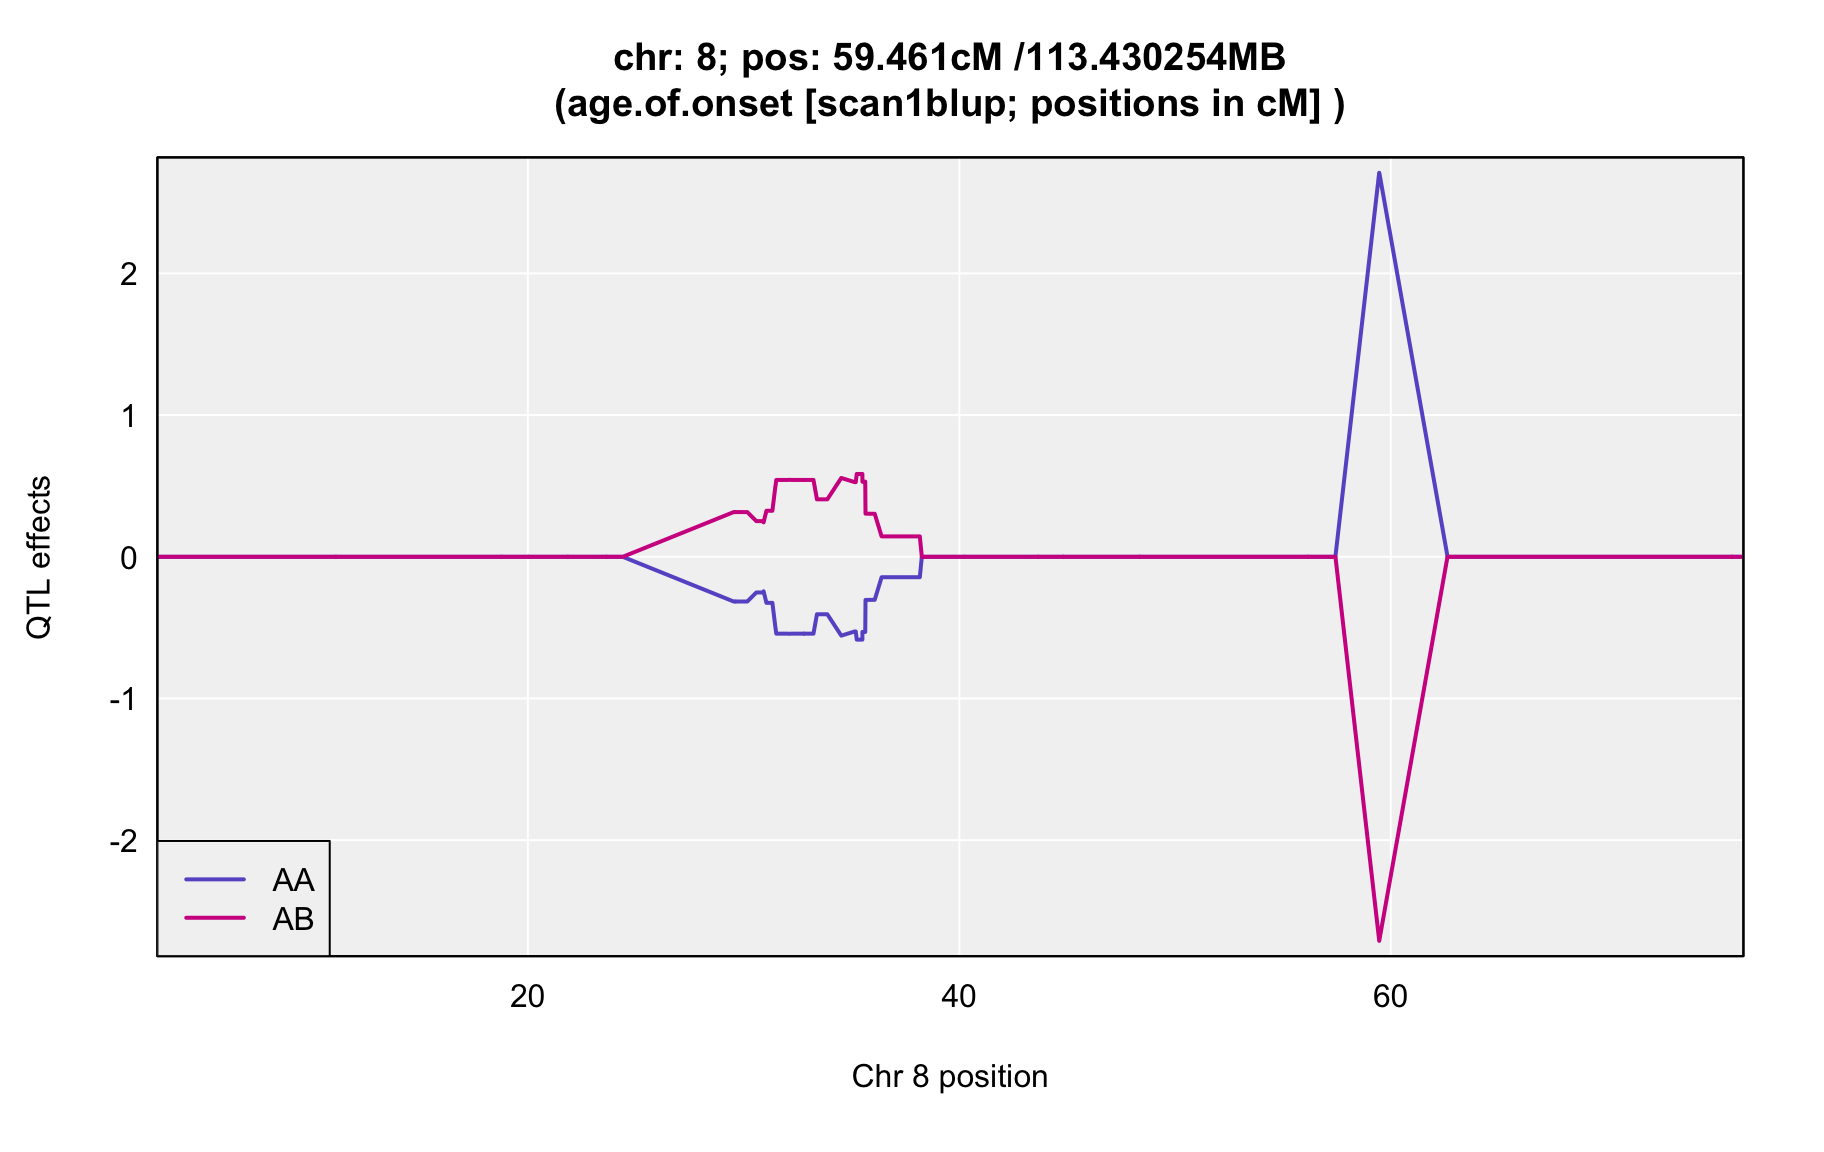 chr: 8; pos: 59.461cM /113.430254MB
(age.of.onset [scan1blup; positions in cM] )
QTL effects
2
1
0
-1
-2
AA
AB
20 40 60
Chr 8 position